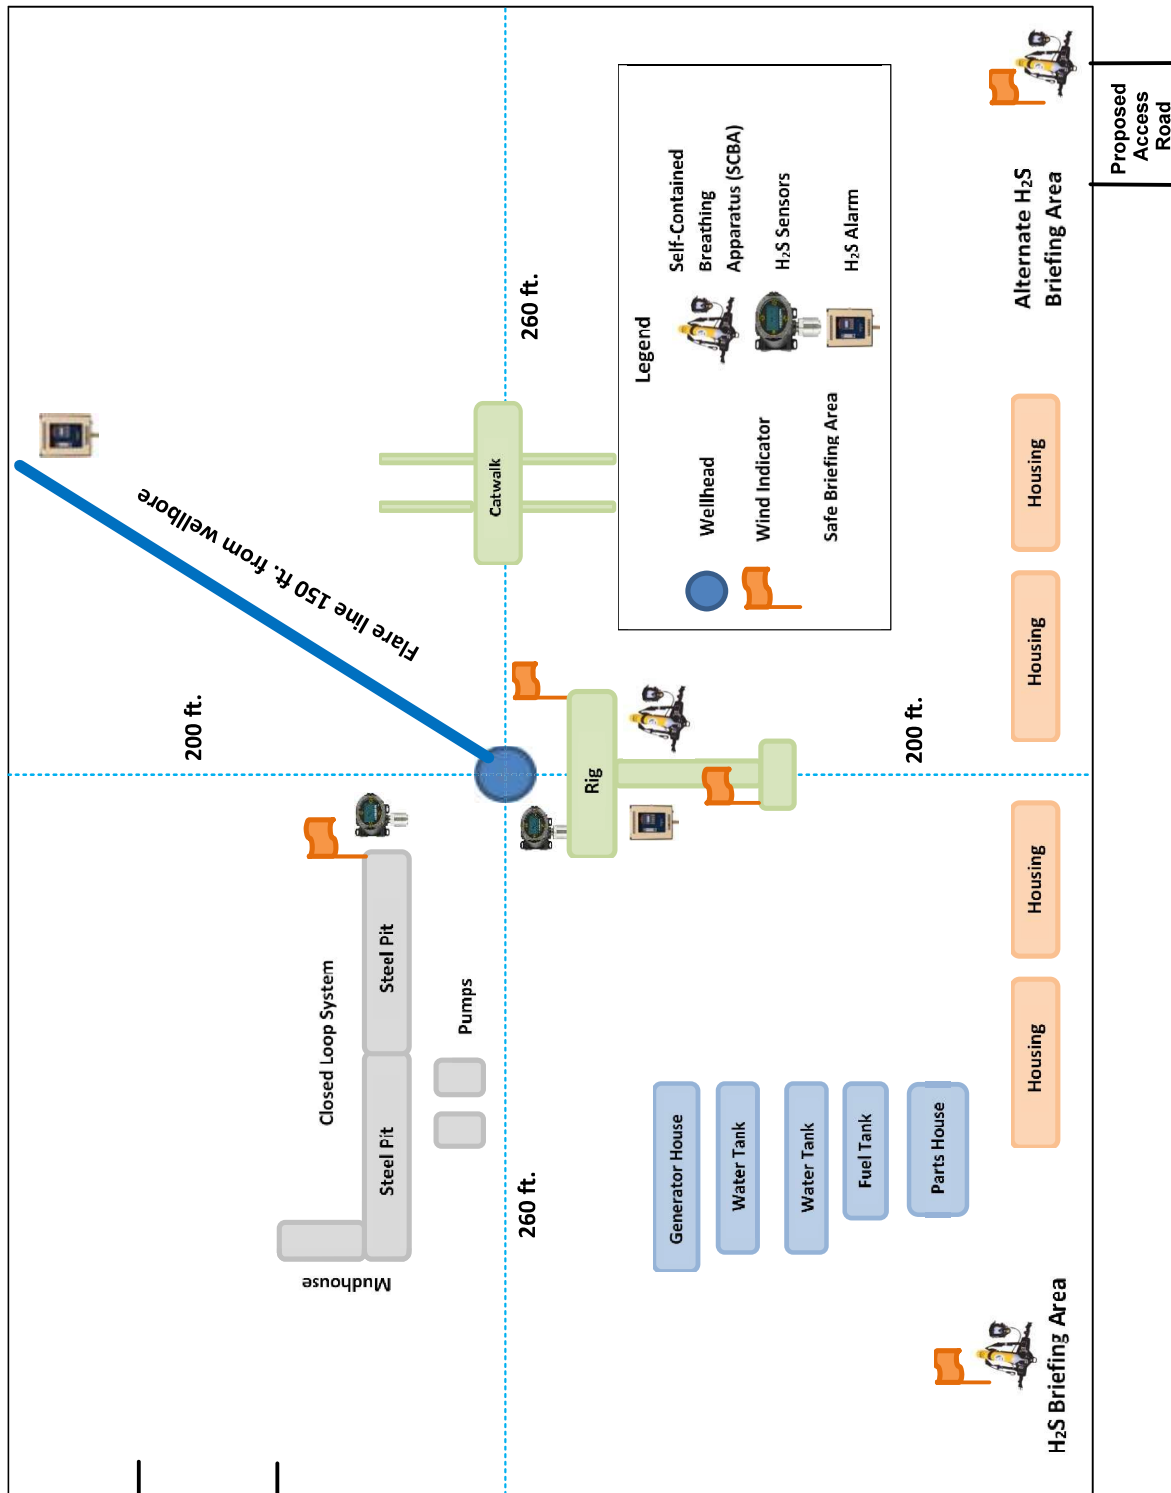 Proposed
Access
Road
200 ft.
200 ft.
260 ft.
260 ft.
Flare line 150 ft. from wellbore
Catwalk
Rig
Closed Loop System
Steel Pit
Steel Pit
Mudhouse
Pumps
Generator House
Water Tank
Water Tank
Fuel Tank
Parts House
Housing
Housing
Housing
Housing
H₂S Briefing Area
Alternate H₂S
Briefing Area
Legend
Wellhead
Wind Indicator
Safe Briefing Area
Self-Contained
Breathing
Apparatus (SCBA)
H₂S Sensors
H₂S Alarm